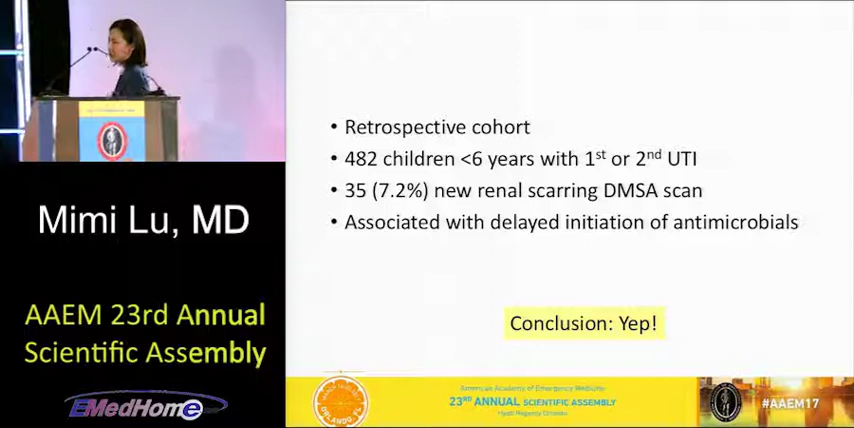 • Retrospective cohort
• 482 children <6 years with 1st or 2nd UTI
• 35 (7.2%) new renal scarring DMSA scan
• Associated with delayed initiation of antimicrobials
Conclusion: Yep!
Mimi Lu, MD
AAEM 23rd Annual
Scientific Assembly
EMedHome
American Academy of Emergency Medicine
23RD ANNUAL SCIENTIFIC ASSEMBLY
Hyatt Regency Orlando
ORLANDO, FL
#AAEM17